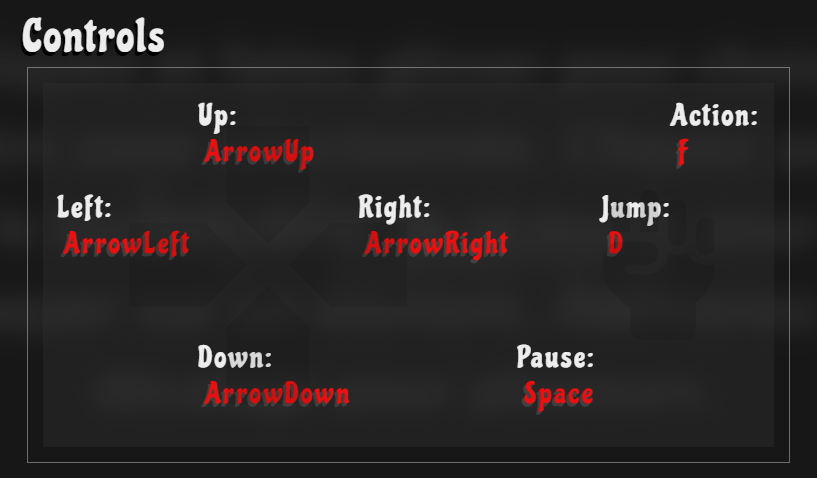 Controls
Up:
ArrowUp
Action:
F
Left:
ArrowLeft
Right:
ArrowRight
Jump:
D
Down:
ArrowDown
Pause:
Space